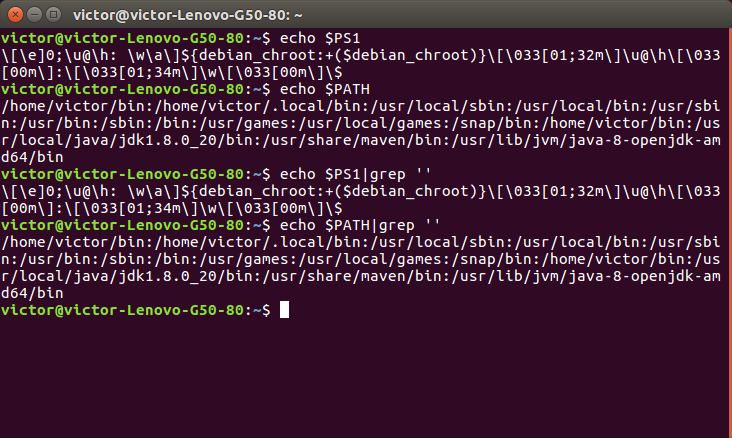 victor@victor-Lenovo-G50-80: ~
victor@victor-Lenovo-G50-80:~$ echo $PS1
\[\e]0;\u@\h: \w\a\]${debian_chroot:+($debian_chroot)}\[\033[01;32m\]\u@\h\[\033
[00m\]:\[\033[01;34m\]\w\[\033[00m\]\$
victor@victor-Lenovo-G50-80:~$ echo $PATH
/home/victor/bin:/home/victor/.local/bin:/usr/local/sbin:/usr/local/bin:/usr/sbi
n:/usr/bin:/sbin:/bin:/usr/games:/usr/local/games:/snap/bin:/home/victor/bin:/us
r/local/java/jdk1.8.0_20/bin:/usr/share/maven/bin:/usr/lib/jvm/java-8-openjdk-am
d64/bin
victor@victor-Lenovo-G50-80:~$ echo $PS1|grep ''
\[\e]0;\u@\h: \w\a\]${debian_chroot:+($debian_chroot)}\[\033[01;32m\]\u@\h\[\033
[00m\]:\[\033[01;34m\]\w\[\033[00m\]\$
victor@victor-Lenovo-G50-80:~$ echo $PATH|grep ''
/home/victor/bin:/home/victor/.local/bin:/usr/local/sbin:/usr/local/bin:/usr/sbi
n:/usr/bin:/sbin:/bin:/usr/games:/usr/local/games:/snap/bin:/home/victor/bin:/us
r/local/java/jdk1.8.0_20/bin:/usr/share/maven/bin:/usr/lib/jvm/java-8-openjdk-am
d64/bin
victor@victor-Lenovo-G50-80:~$